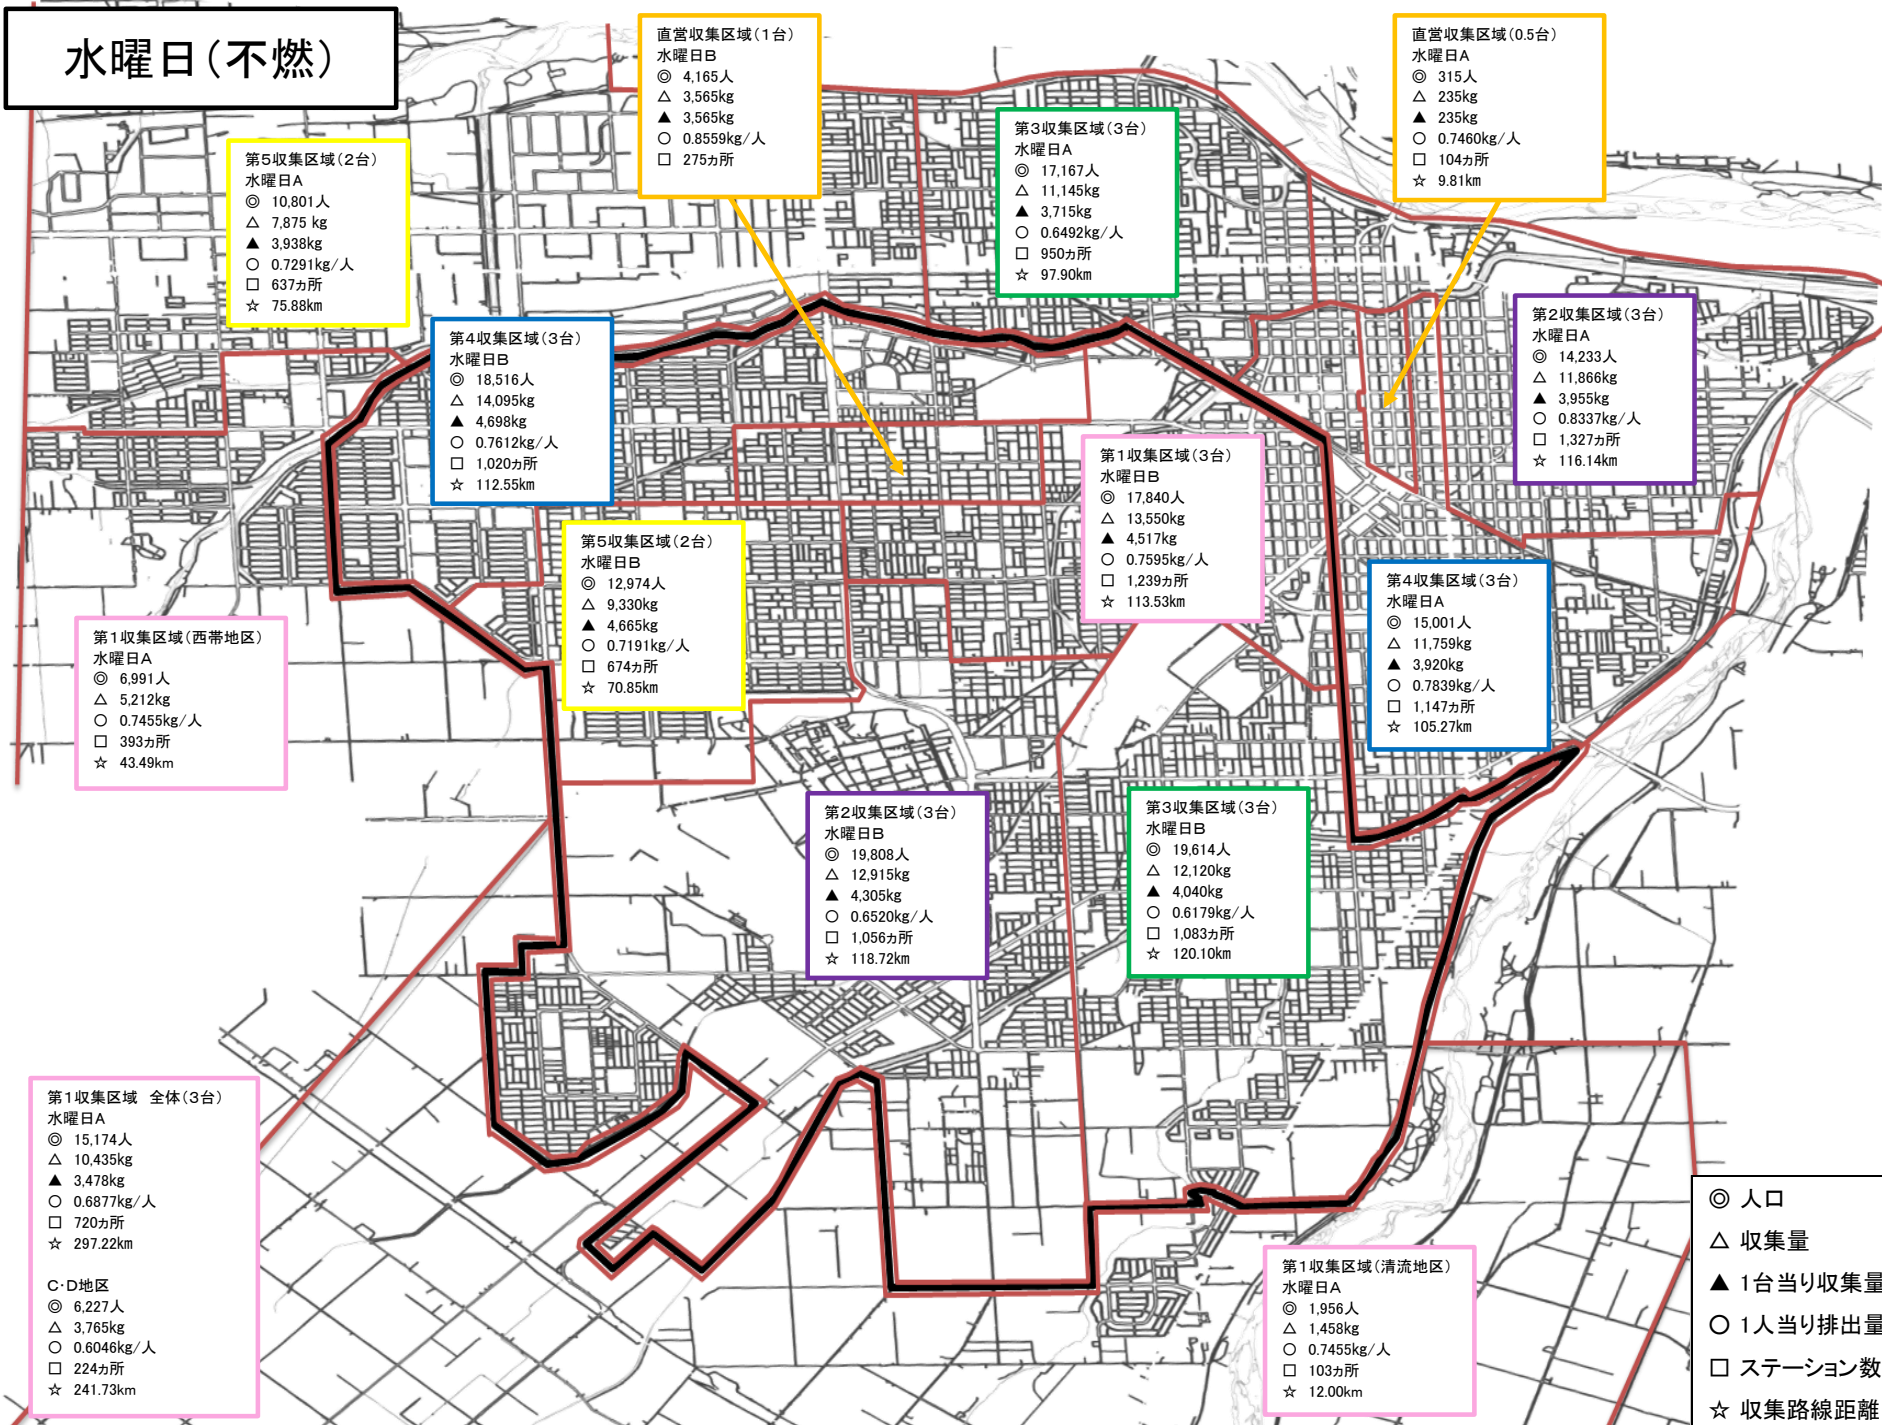 水曜日（不燃）
直営収集区域（1台）
水曜日B
◎ 4,165人
△ 3,565kg
▲ 3,565kg
○ 0.8559kg/人
□ 275ヵ所
直営収集区域（0.5台）
水曜日A
◎ 315人
△ 235kg
▲ 235kg
○ 0.7460kg/人
□ 104ヵ所
☆ 9.81km
第3収集区域（3台）
水曜日A
◎ 17,167人
△ 11,145kg
▲ 3,715kg
○ 0.6492kg/人
□ 950ヵ所
☆ 97.90km
第5収集区域（2台）
水曜日A
◎ 10,801人
△ 7,875 kg
▲ 3,938kg
○ 0.7291kg/人
□ 637ヵ所
☆ 75.88km
第2収集区域（3台）
水曜日A
◎ 14,233人
△ 11,866kg
▲ 3,955kg
○ 0.8337kg/人
□ 1,327ヵ所
☆ 116.14km
第4収集区域（3台）
水曜日B
◎ 18,516人
△ 14,095kg
▲ 4,698kg
○ 0.7612kg/人
□ 1,020ヵ所
☆ 112.55km
第1収集区域（3台）
水曜日B
◎ 17,840人
△ 13,550kg
▲ 4,517kg
○ 0.7595kg/人
□ 1,239ヵ所
☆ 113.53km
第5収集区域（2台）
水曜日B
◎ 12,974人
△ 9,330kg
▲ 4,665kg
○ 0.7191kg/人
□ 674ヵ所
☆ 70.85km
第4収集区域（3台）
水曜日A
◎ 15,001人
△ 11,759kg
▲ 3,920kg
○ 0.7839kg/人
□ 1,147ヵ所
☆ 105.27km
第1収集区域（西帯地区）
水曜日A
◎ 6,991人
△ 5,212kg
○ 0.7455kg/人
□ 393ヵ所
☆ 43.49km
第2収集区域（3台）
水曜日B
◎ 19,808人
△ 12,915kg
▲ 4,305kg
○ 0.6520kg/人
□ 1,056ヵ所
☆ 118.72km
第3収集区域（3台）
水曜日B
◎ 19,614人
△ 12,120kg
▲ 4,040kg
○ 0.6179kg/人
□ 1,083ヵ所
☆ 120.10km
第1収集区域 全体（3台）
水曜日A
◎ 15,174人
△ 10,435kg
▲ 3,478kg
○ 0.6877kg/人
□ 720ヵ所
☆ 297.22km
C・D地区
◎ 6,227人
△ 3,765kg
○ 0.6046kg/人
□ 224ヵ所
☆ 241.73km
第1収集区域（清流地区）
水曜日A
◎ 1,956人
△ 1,458kg
○ 0.7455kg/人
□ 103ヵ所
☆ 12.00km
◎ 人口
△ 収集量
▲ 1台当り収集量
○ 1人当り排出量
□ ステーション数
☆ 収集路線距離